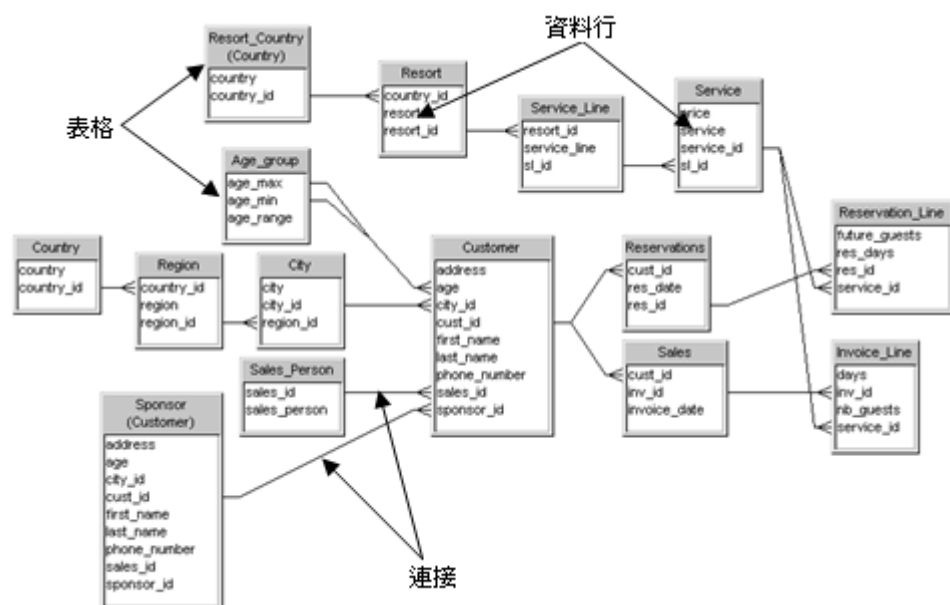 資料行
表格
連接
Resort_Country
(Country)
country
country_id
Resort
country_id
resort
resort_id
Service_Line
resort_id
service_line
sl_id
Service
price
service
service_id
sl_id
Age_group
age_max
age_min
age_range
Country
country
country_id
Region
country_id
region
region_id
City
city
city_id
region_id
Customer
address
age
city_id
cust_id
first_name
last_name
phone_number
sales_id
sponsor_id
Reservations
cust_id
res_date
res_id
Reservation_Line
future_guests
res_days
res_id
service_id
Sales_Person
sales_id
sales_person
Sales
cust_id
inv_id
invoice_date
Invoice_Line
days
inv_id
nb_guests
service_id
Sponsor
(Customer)
address
age
city_id
cust_id
first_name
last_name
phone_number
sales_id
sponsor_id